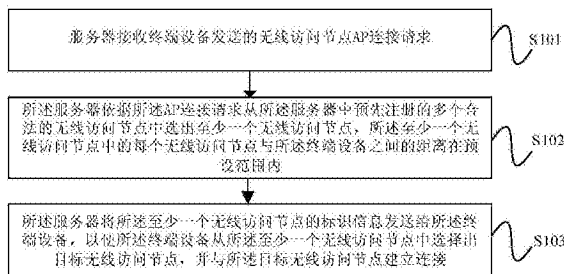 服务器接收终端设备发送的无线访问节点AP连接请求
S101
所述服务器依据所述AP连接请求从所述服务器中预先注册的多个合
法的无线访问节点中选出至少一个无线访问节点，所述至少一个无
线访问节点中的每个无线访问节点与所述终端设备之间的距离在预
设范围内
S102
所述服务器将所述至少一个无线访问节点的标识信息发送给所述终
端设备，以使所述终端设备从所述至少一个无线访问节点中选择出
目标无线访问节点，并与所述目标无线访问节点建立连接
S103